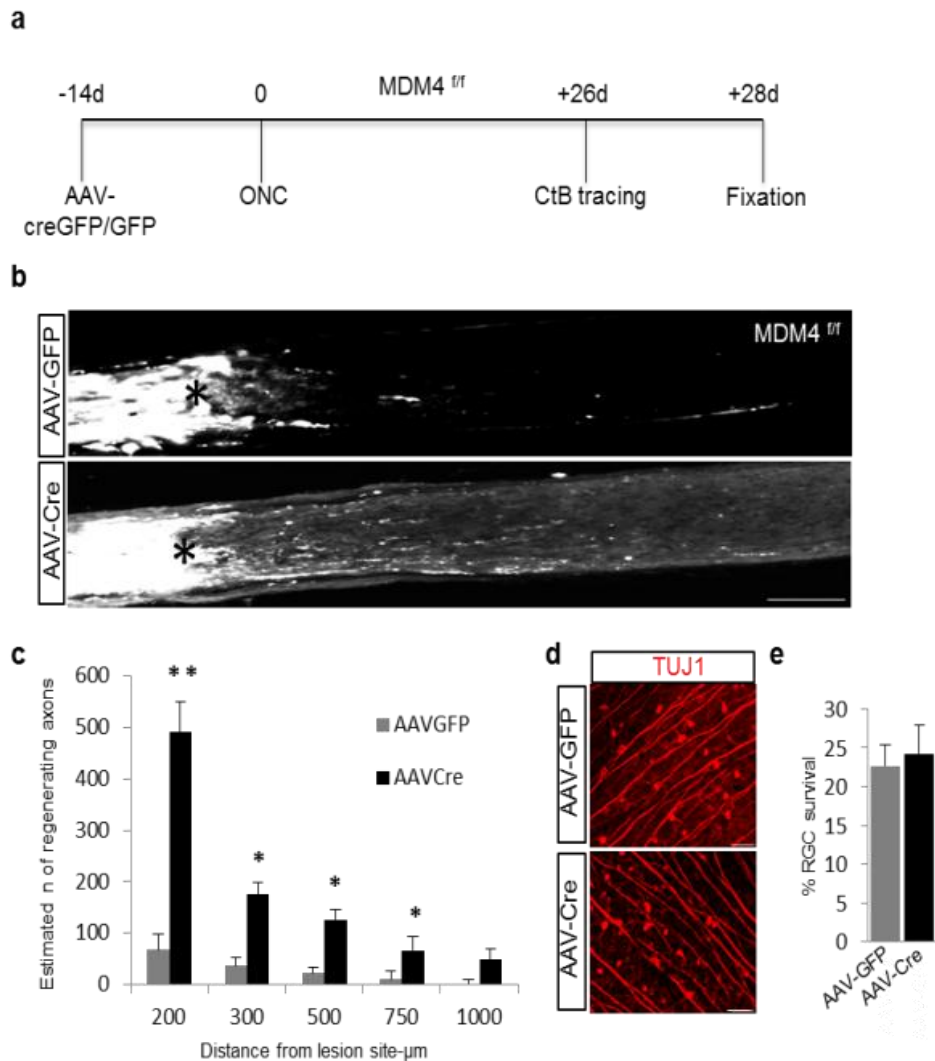 a
-14d 0 MDM4 f/f +26d +28d
AAV- ONC CtB tracing Fixation
creGFP/GFP
b
AAV-GFP
MDM4 f/f
*
AAV-Cre
*
c
Estimated n of regenerating axons
600
500
400
300
200
100
0
**
*
*
*
AAVGFP
AAVCre
200 300 500 750 1000
Distance from lesion site-μm
d
TUJ1
AAV-GFP
AAV-Cre
e
% RGC survival
30
25
20
15
10
5
0
AAV-GFP
AAV-Cre